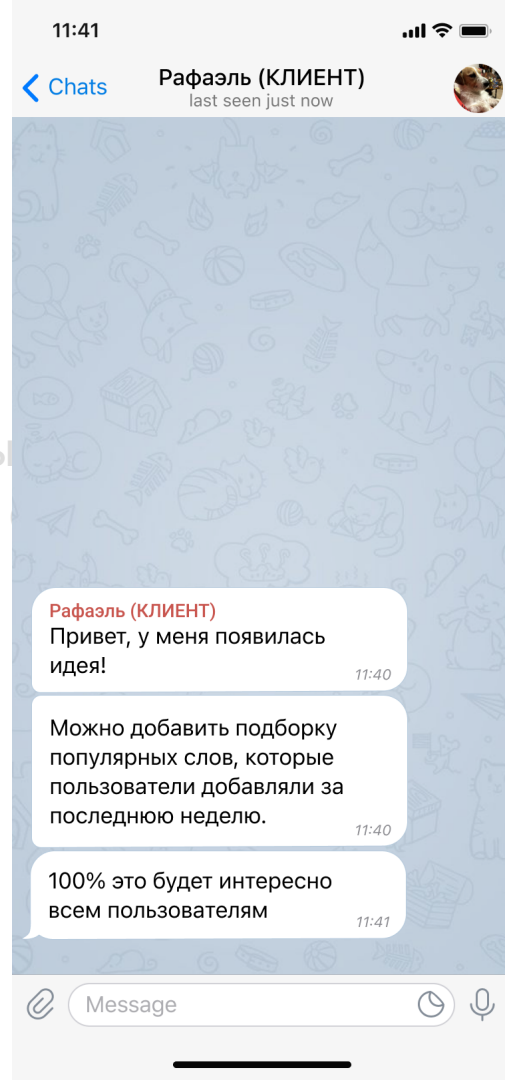 11:41
Chats
Рафаэль (КЛИЕНТ)
last seen just now
Рафаэль (КЛИЕНТ)
Привет, у меня появилась
идея!
11:40
Можно добавить подборку
популярных слов, которые
пользователи добавляли за
последнюю неделю.
11:40
100% это будет интересно
всем пользователям
11:41
Message